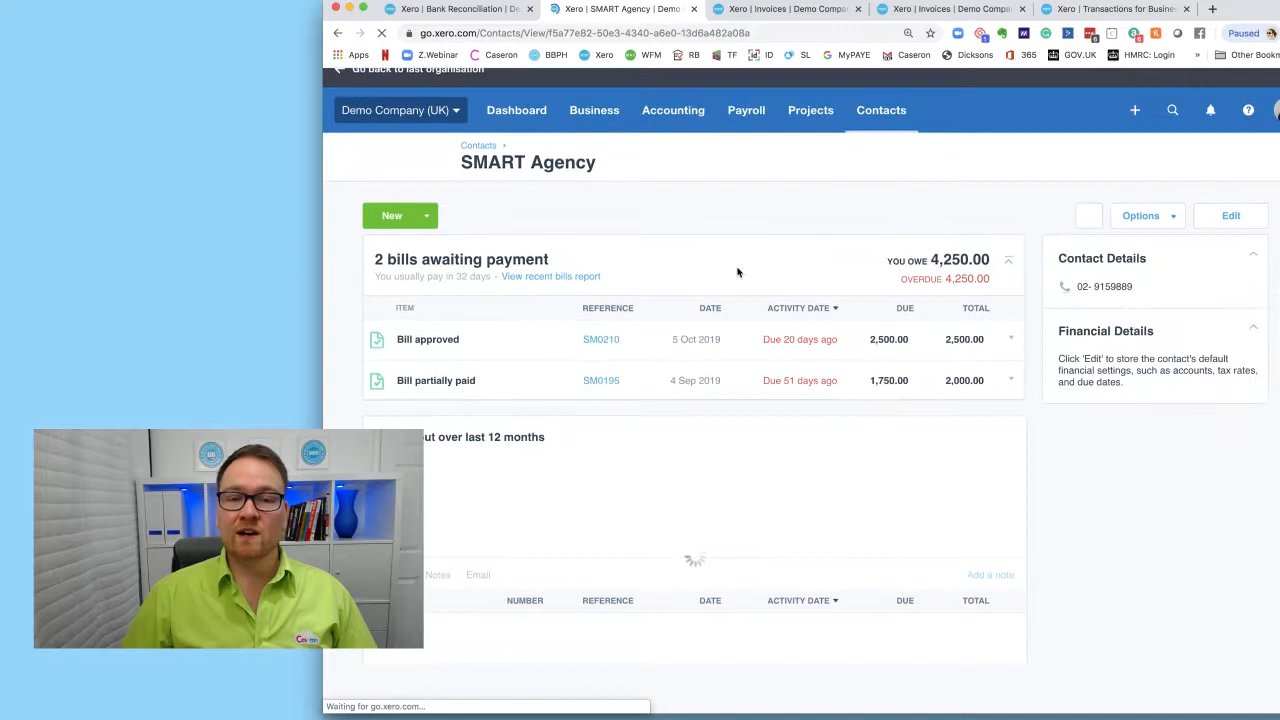 Xero | Bank Reconciliation | De
Xero | SMART Agency | Demo
Xero | Invoices | Demo Compa
Xero | Invoices | Demo Compan
Xero | Transactions for Busines
go.xero.com/Contacts/View/f5a77e82-50e3-4340-a6e0-13d6a482a08a
Paused
Apps
Z.Webinar
Caseron
BBPH
Xero
WFM
RB
TF
ID
SL
MyPAYE
Caseron
Dicksons
365
GOV.UK
HMRC: Login
»
Other Bookm
Go back to last organisation
Demo Company (UK)
Dashboard
Business
Accounting
Payroll
Projects
Contacts
Contacts ›
SMART Agency
New
Options
Edit
2 bills awaiting payment
YOU OWE 4,250.00
You usually pay in 32 days - View recent bills report
OVERDUE 4,250.00
ITEM REFERENCE DATE ACTIVITY DATE DUE TOTAL
Bill approved SM0210 5 Oct 2019 Due 20 days ago 2,500.00 2,500.00
Bill partially paid SM0195 4 Sep 2019 Due 51 days ago 1,750.00 2,000.00
Contact Details
02- 9159889
Financial Details
Click 'Edit' to store the contact's default
financial settings, such as accounts, tax rates,
and due dates.
out over last 12 months
Notes
Email
Add a note
NUMBER REFERENCE DATE ACTIVITY DATE DUE TOTAL
Waiting for go.xero.com...